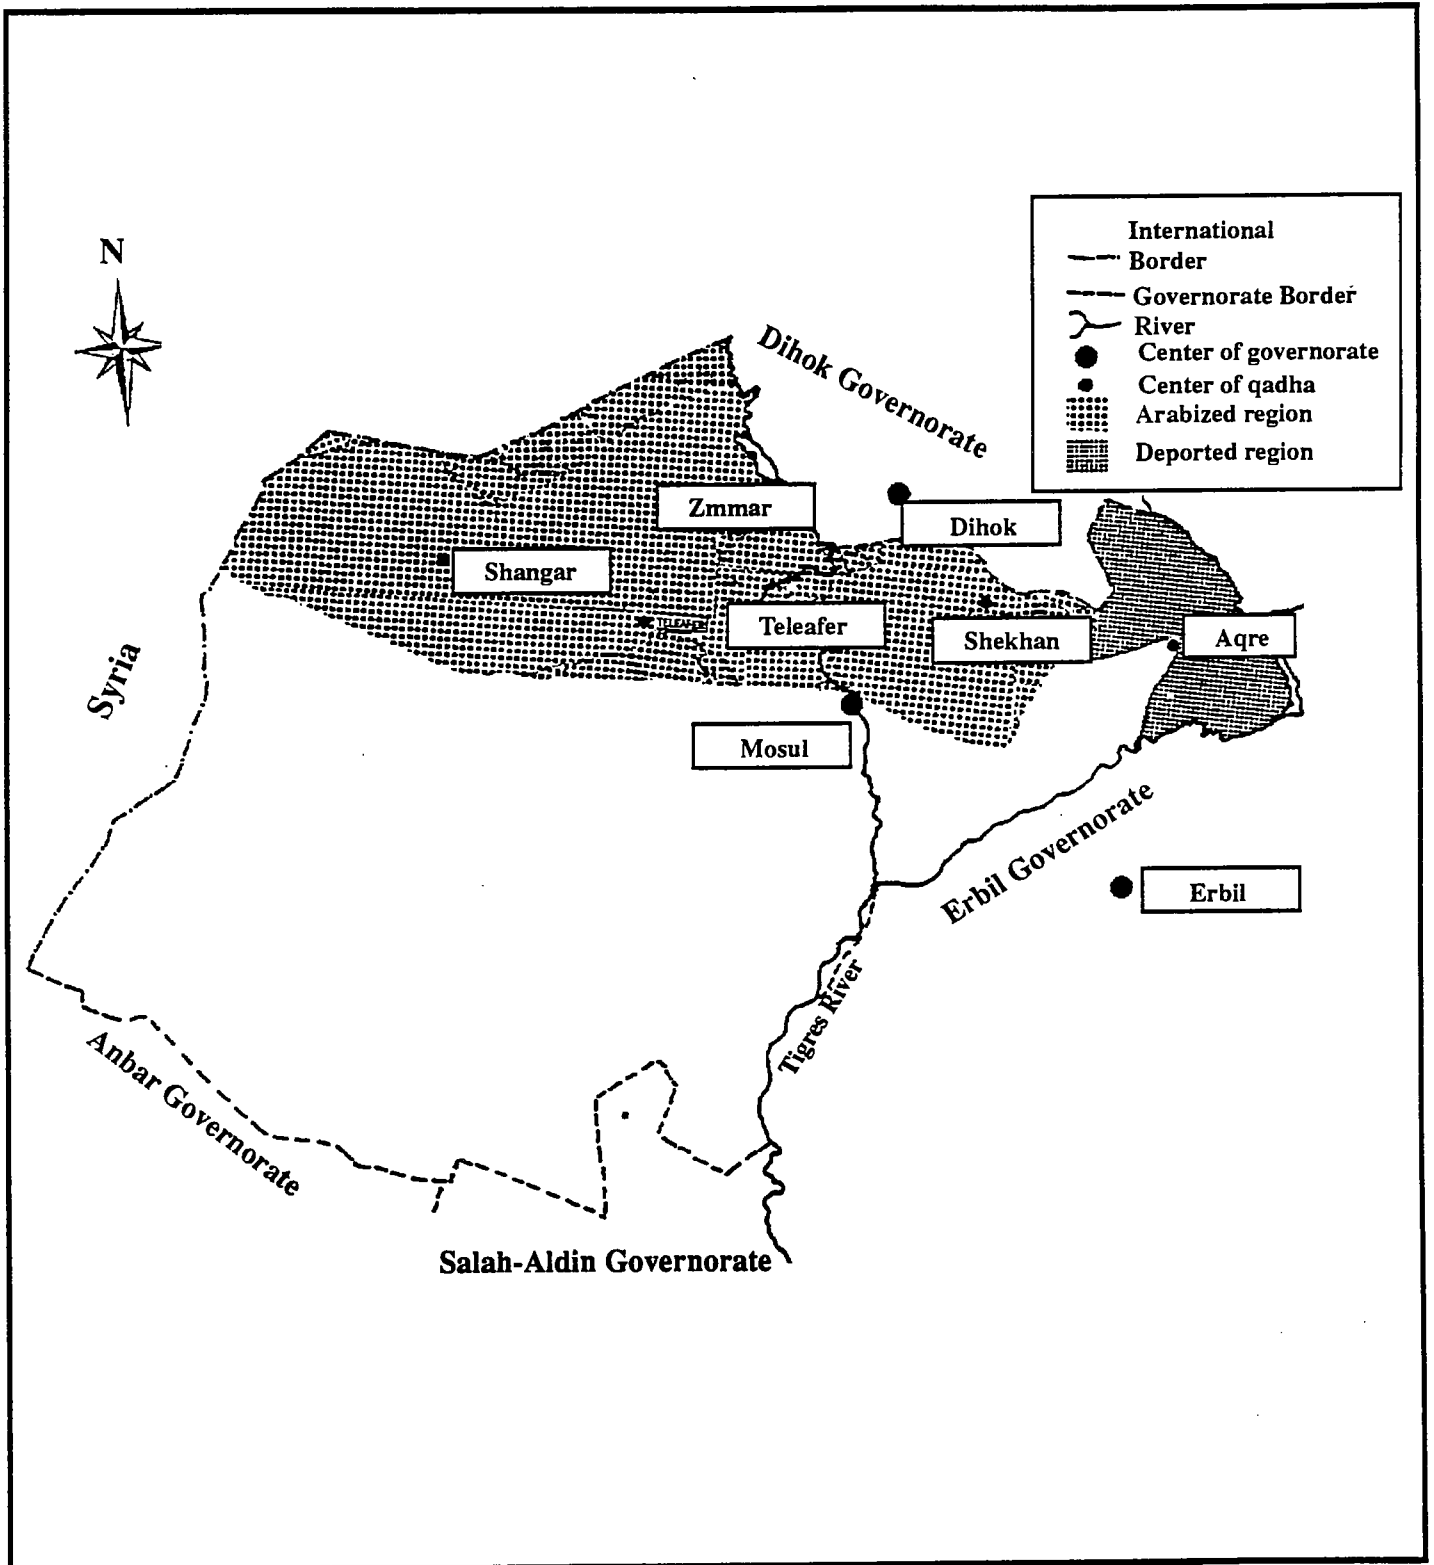 N
International
Border
Governorate Border
River
Center of governorate
Center of qadha
Arabized region
Deported region
Dihok Governorate
Zmmar
Dihok
Shangar
TELEAFER
Teleafer
Shekhan
Aqre
Syria
Mosul
Erbil Governorate
Erbil
Tigres River
Anbar Governorate
Salah-Aldin Governorate